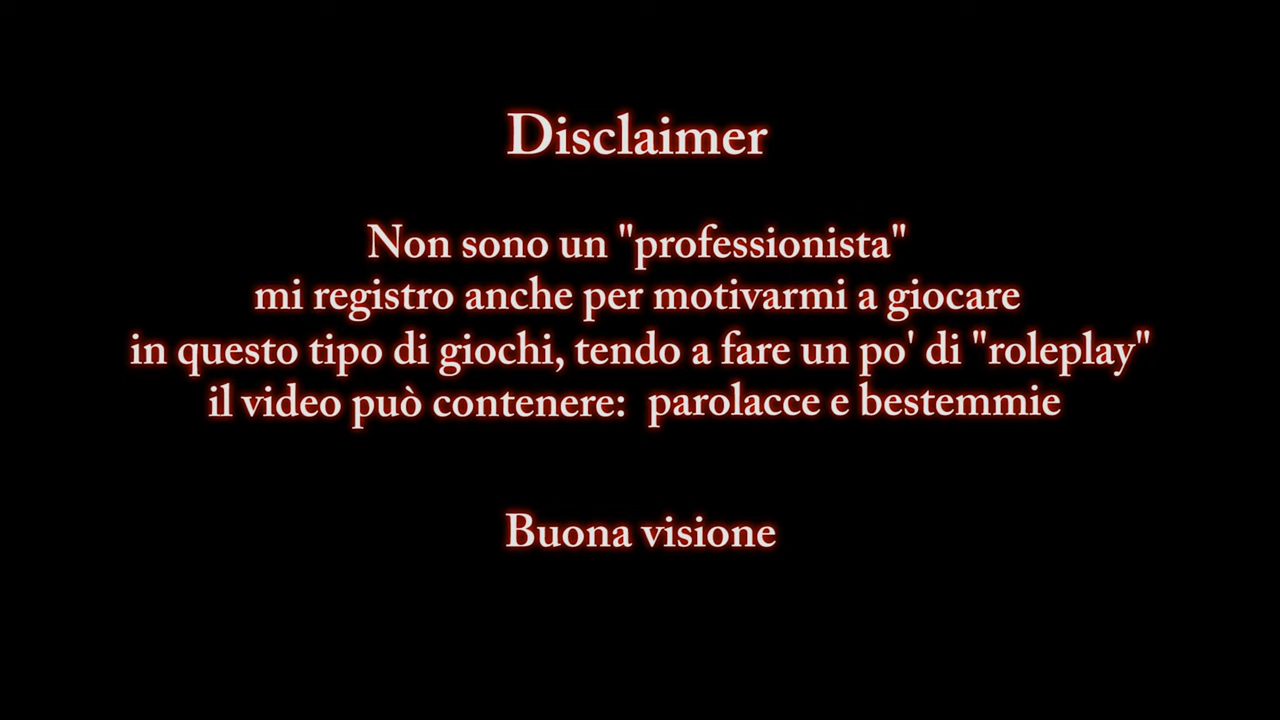 Disclaimer
Non sono un "professionista"
mi registro anche per motivarmi a giocare
in questo tipo di giochi, tendo a fare un po' di "roleplay"
il video può contenere:  parolacce e bestemmie
Buona visione